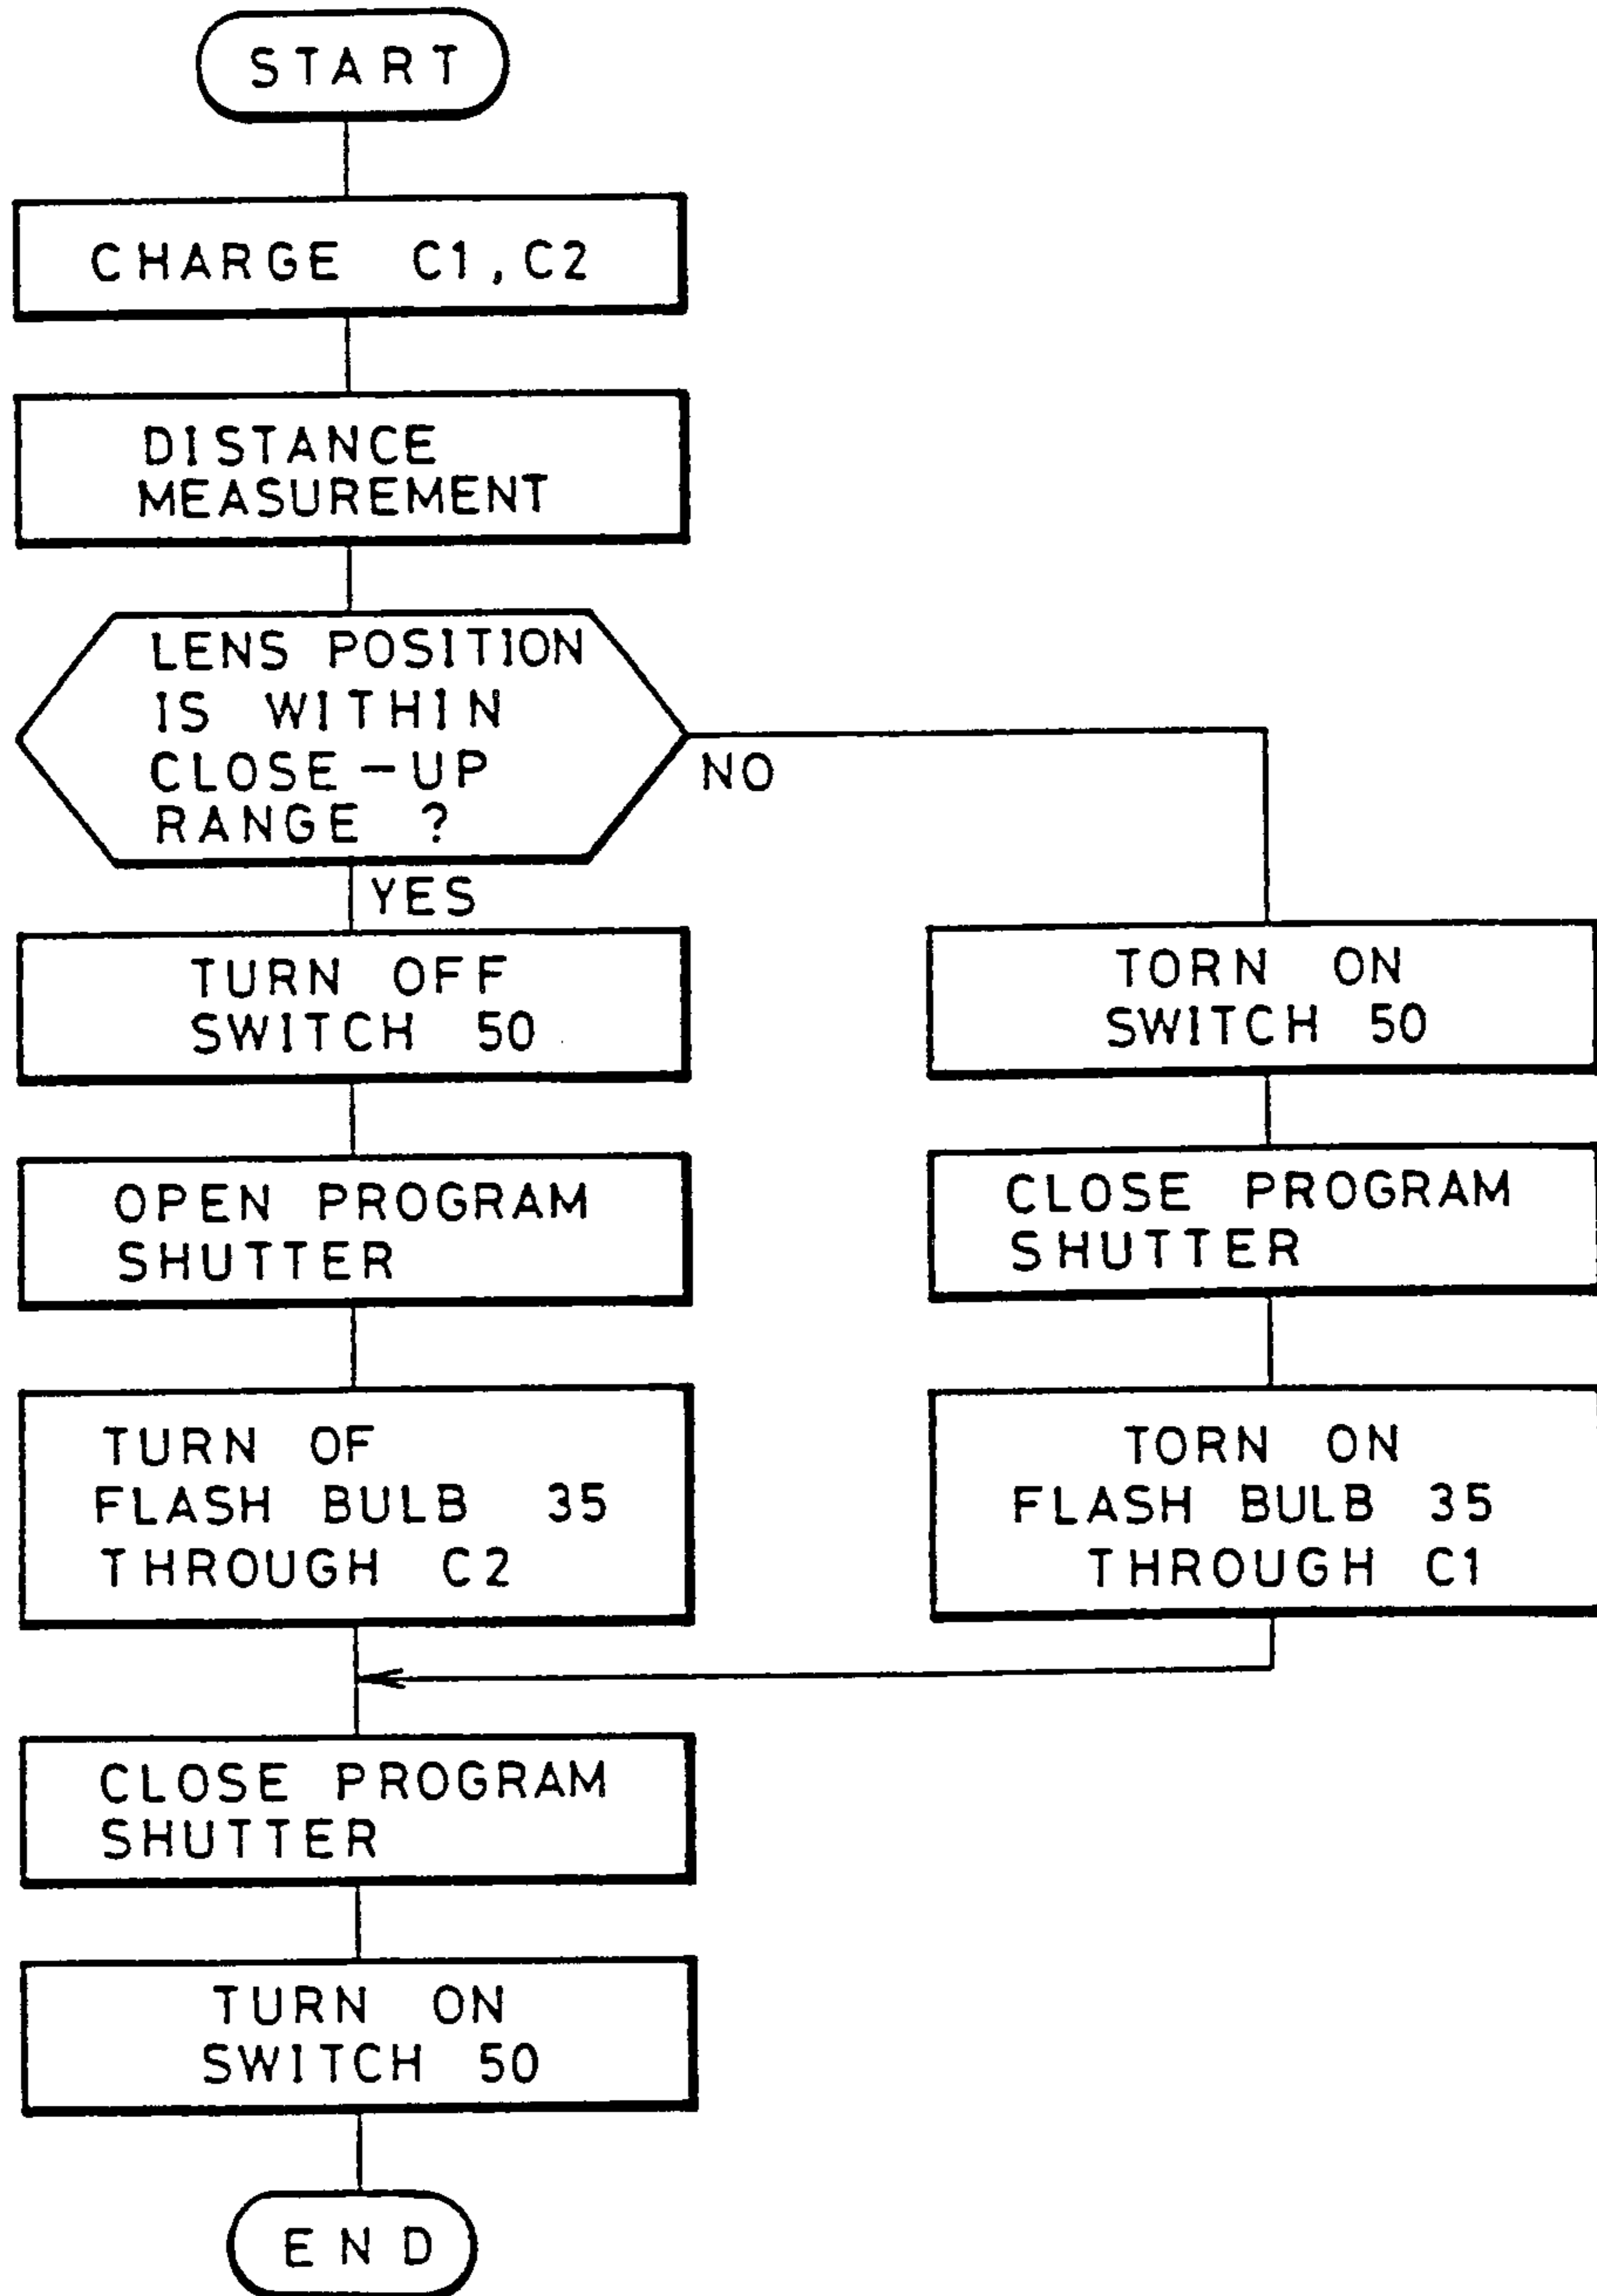 START
CHARGE C1,C2
DISTANCE
MEASUREMENT
LENS POSITION
IS WITHIN
CLOSE-UP
RANGE ?
NO
YES
TURN OFF
SWITCH 50
TORN ON
SWITCH 50
OPEN PROGRAM
SHUTTER
CLOSE PROGRAM
SHUTTER
TURN OF
FLASH BULB 35
THROUGH C2
TORN ON
FLASH BULB 35
THROUGH C1
CLOSE PROGRAM
SHUTTER
TURN ON
SWITCH 50
END